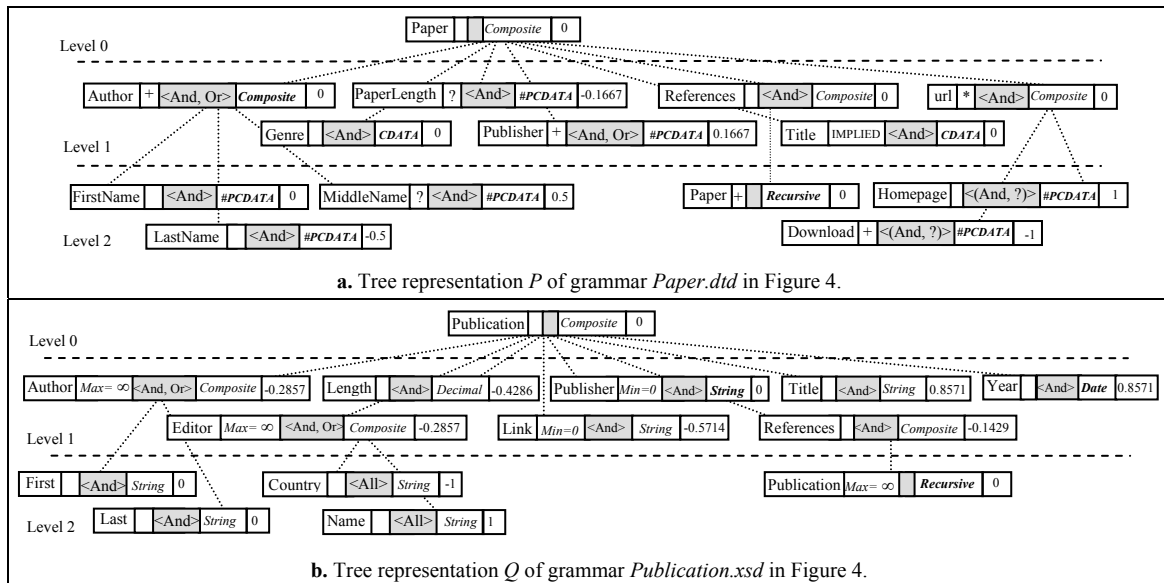 Paper Composite 0
Level 0
Author + <And, Or> Composite 0 PaperLength ? <And> #PCDATA -0.1667 References <And> Composite 0 url * <And> Composite 0
Genre <And> CDATA 0 Publisher + <And, Or> #PCDATA 0.1667 Title IMPLIED <And> CDATA 0
Level 1
FirstName <And> #PCDATA 0 MiddleName ? <And> #PCDATA 0.5 Paper + Recursive 0 Homepage <(And, ?)> #PCDATA 1
Level 2 LastName <And> #PCDATA -0.5 Download + <(And, ?)> #PCDATA -1
a. Tree representation P of grammar Paper.dtd in Figure 4.
Publication Composite 0
Level 0
Author Max= ∞ <And, Or> Composite -0.2857 Length <And> Decimal -0.4286 Publisher Min=0 <And> String 0 Title <And> String 0.8571 Year <And> Date 0.8571
Editor Max= ∞ <And, Or> Composite -0.2857 Link Min=0 <And> String -0.5714 References <And> Composite -0.1429
Level 1
First <And> String 0 Country <All> String -1 Publication Max= ∞ Recursive 0
Level 2 Last <And> String 0 Name <All> String 1
b. Tree representation Q of grammar Publication.xsd in Figure 4.